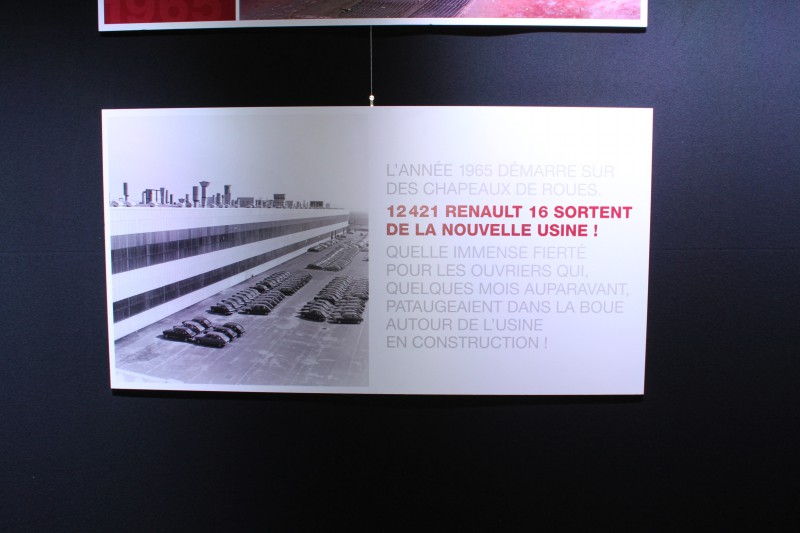 1965
L'ANNÉE 1965 DÉMARRE SUR
DES CHAPEAUX DE ROUES.
12 421 RENAULT 16 SORTENT
DE LA NOUVELLE USINE !
QUELLE IMMENSE FIERTÉ
POUR LES OUVRIERS QUI,
QUELQUES MOIS AUPARAVANT,
PATAUGEAIENT DANS LA BOUE
AUTOUR DE L'USINE
EN CONSTRUCTION !